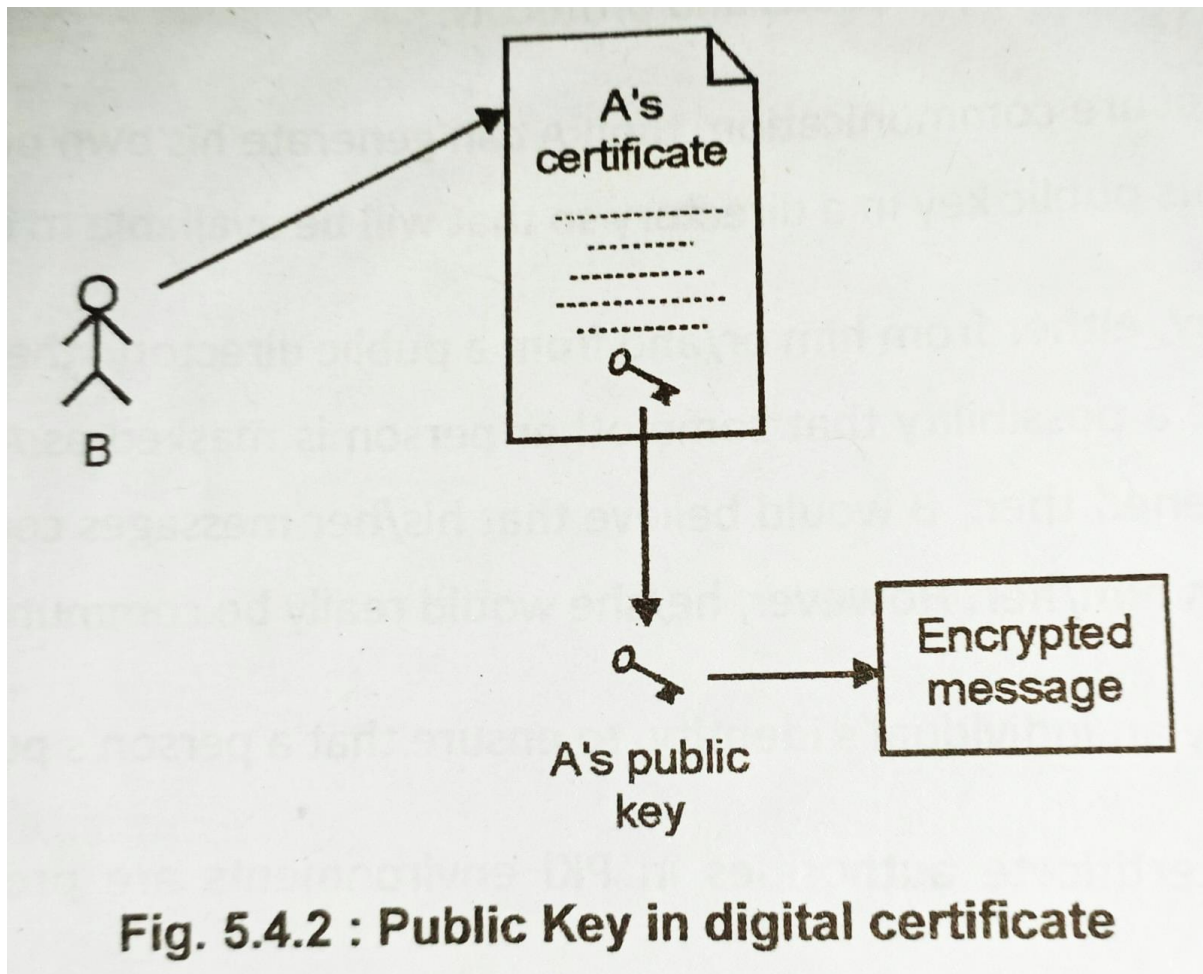 A's
certificate
B
Encrypted
message
A's public
key
Fig. 5.4.2 : Public Key in digital certificate